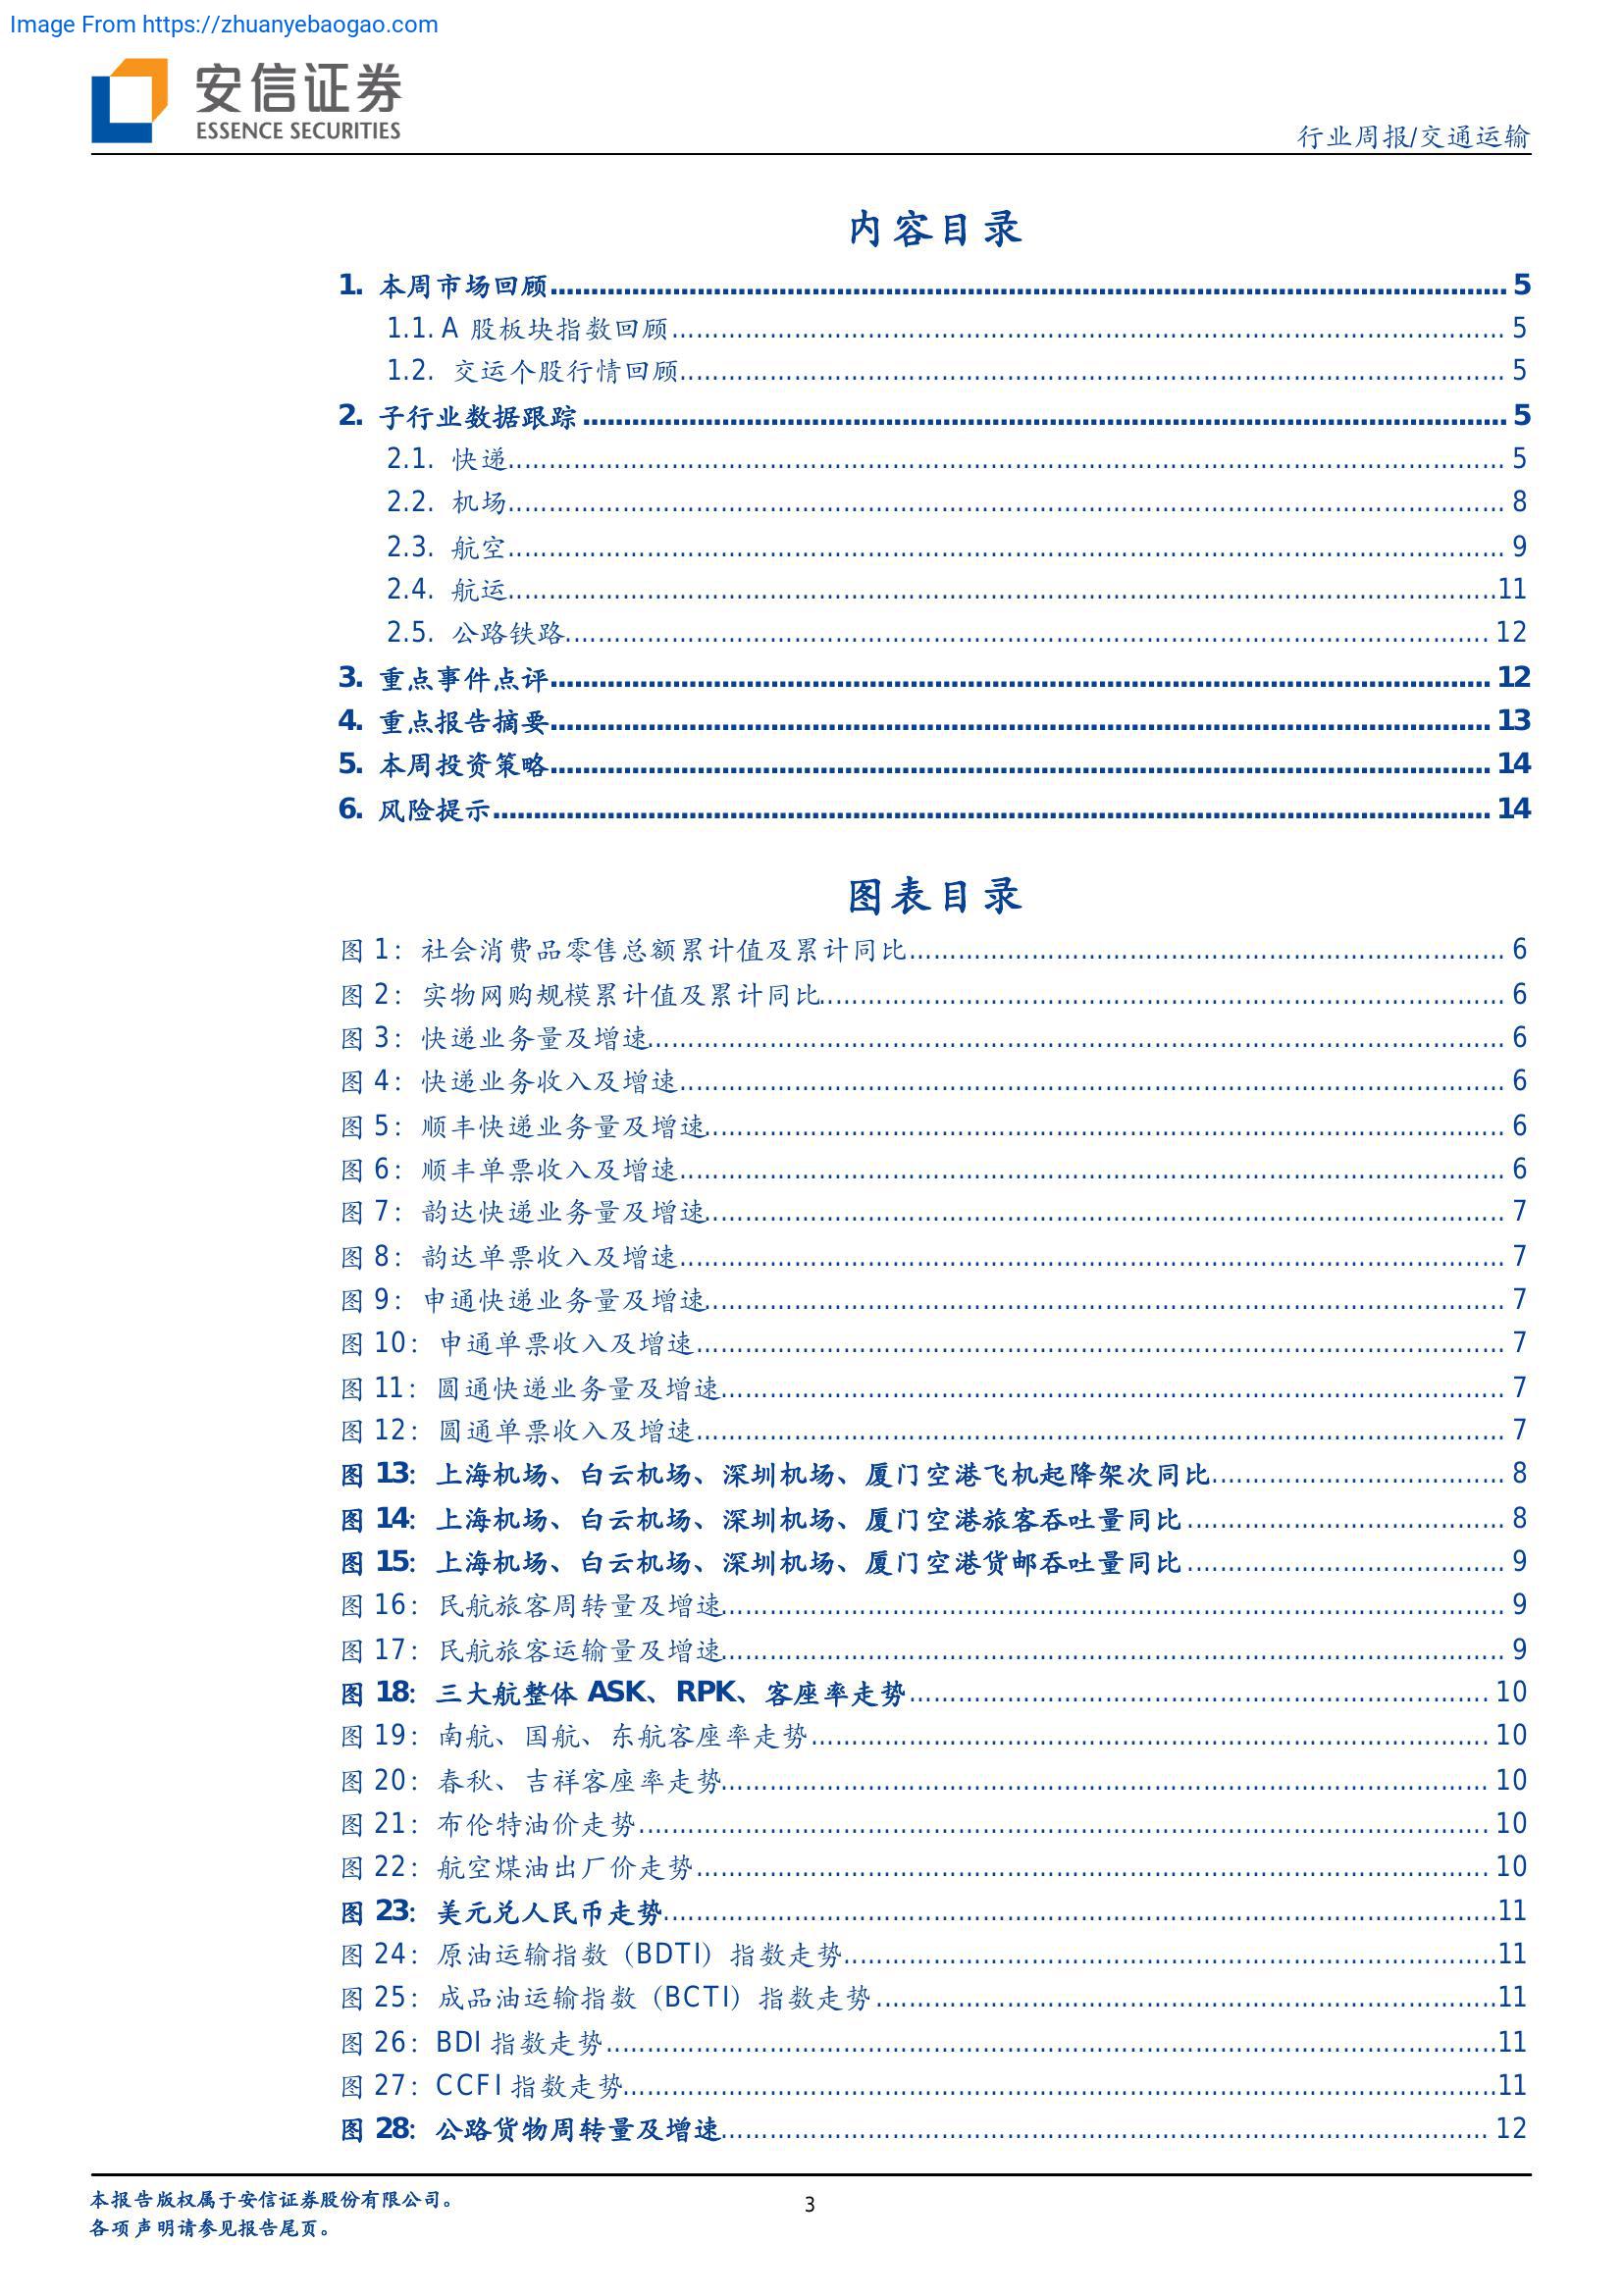 Image From https://zhuanyebaogao.com
安信证券
ESSENCE SECURITIES
行业周报/交通运输
内容目录
1. 本周市场回顾 5
1.1. A 股板块指数回顾 5
1.2. 交运个股行情回顾 5
2. 子行业数据跟踪 5
2.1. 快递 5
2.2. 机场 8
2.3. 航空 9
2.4. 航运 11
2.5. 公路铁路 12
3. 重点事件点评 12
4. 重点报告摘要 13
5. 本周投资策略 14
6. 风险提示 14
图表目录
图 1：社会消费品零售总额累计值及累计同比 6
图 2：实物网购规模累计值及累计同比 6
图 3：快递业务量及增速 6
图 4：快递业务收入及增速 6
图 5：顺丰快递业务量及增速 6
图 6：顺丰单票收入及增速 6
图 7：韵达快递业务量及增速 7
图 8：韵达单票收入及增速 7
图 9：申通快递业务量及增速 7
图 10：申通单票收入及增速 7
图 11：圆通快递业务量及增速 7
图 12：圆通单票收入及增速 7
图 13：上海机场、白云机场、深圳机场、厦门空港飞机起降架次同比 8
图 14：上海机场、白云机场、深圳机场、厦门空港旅客吞吐量同比 8
图 15：上海机场、白云机场、深圳机场、厦门空港货邮吞吐量同比 9
图 16：民航旅客周转量及增速 9
图 17：民航旅客运输量及增速 9
图 18：三大航整体 ASK、RPK、客座率走势 10
图 19：南航、国航、东航客座率走势 10
图 20：春秋、吉祥客座率走势 10
图 21：布伦特油价走势 10
图 22：航空煤油出厂价走势 10
图 23：美元兑人民币走势 11
图 24：原油运输指数（BDTI）指数走势 11
图 25：成品油运输指数（BCTI）指数走势 11
图 26：BDI 指数走势 11
图 27：CCFI 指数走势 11
图 28：公路货物周转量及增速 12
本报告版权属于安信证券股份有限公司。
3
各项声明请参见报告尾页。